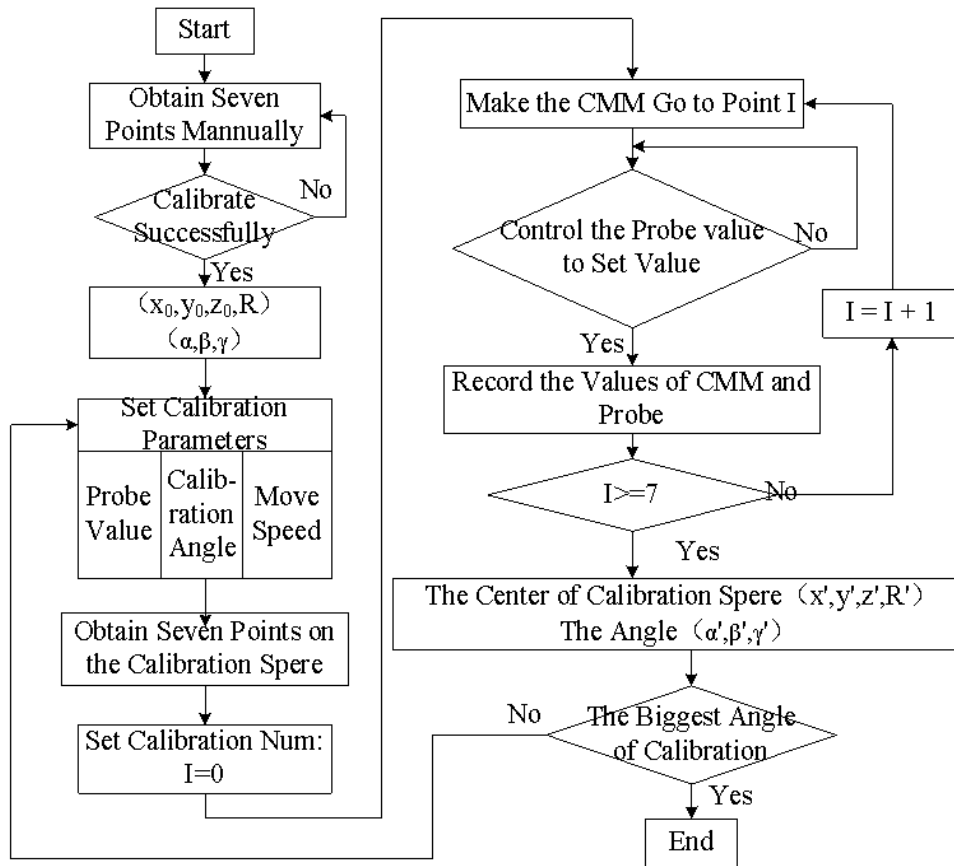 Start
Obtain Seven
Points Mannually
No
Calibrate
Successfully
Yes
(x₀,y₀,z₀,R)
(α,β,γ)
Set Calibration
Parameters
Probe
Value
Calib-
ration
Angle
Move
Speed
Obtain Seven Points on
the Calibration Spere
Set Calibration Num:
I=0
Make the CMM Go to Point I
Control the Probe value
to Set Value
No
Yes
I = I + 1
Record the Values of CMM and
Probe
I>=7
No
Yes
The Center of Calibration Spere (x',y',z',R')
The Angle (α',β',γ')
No
The Biggest Angle
of Calibration
Yes
End